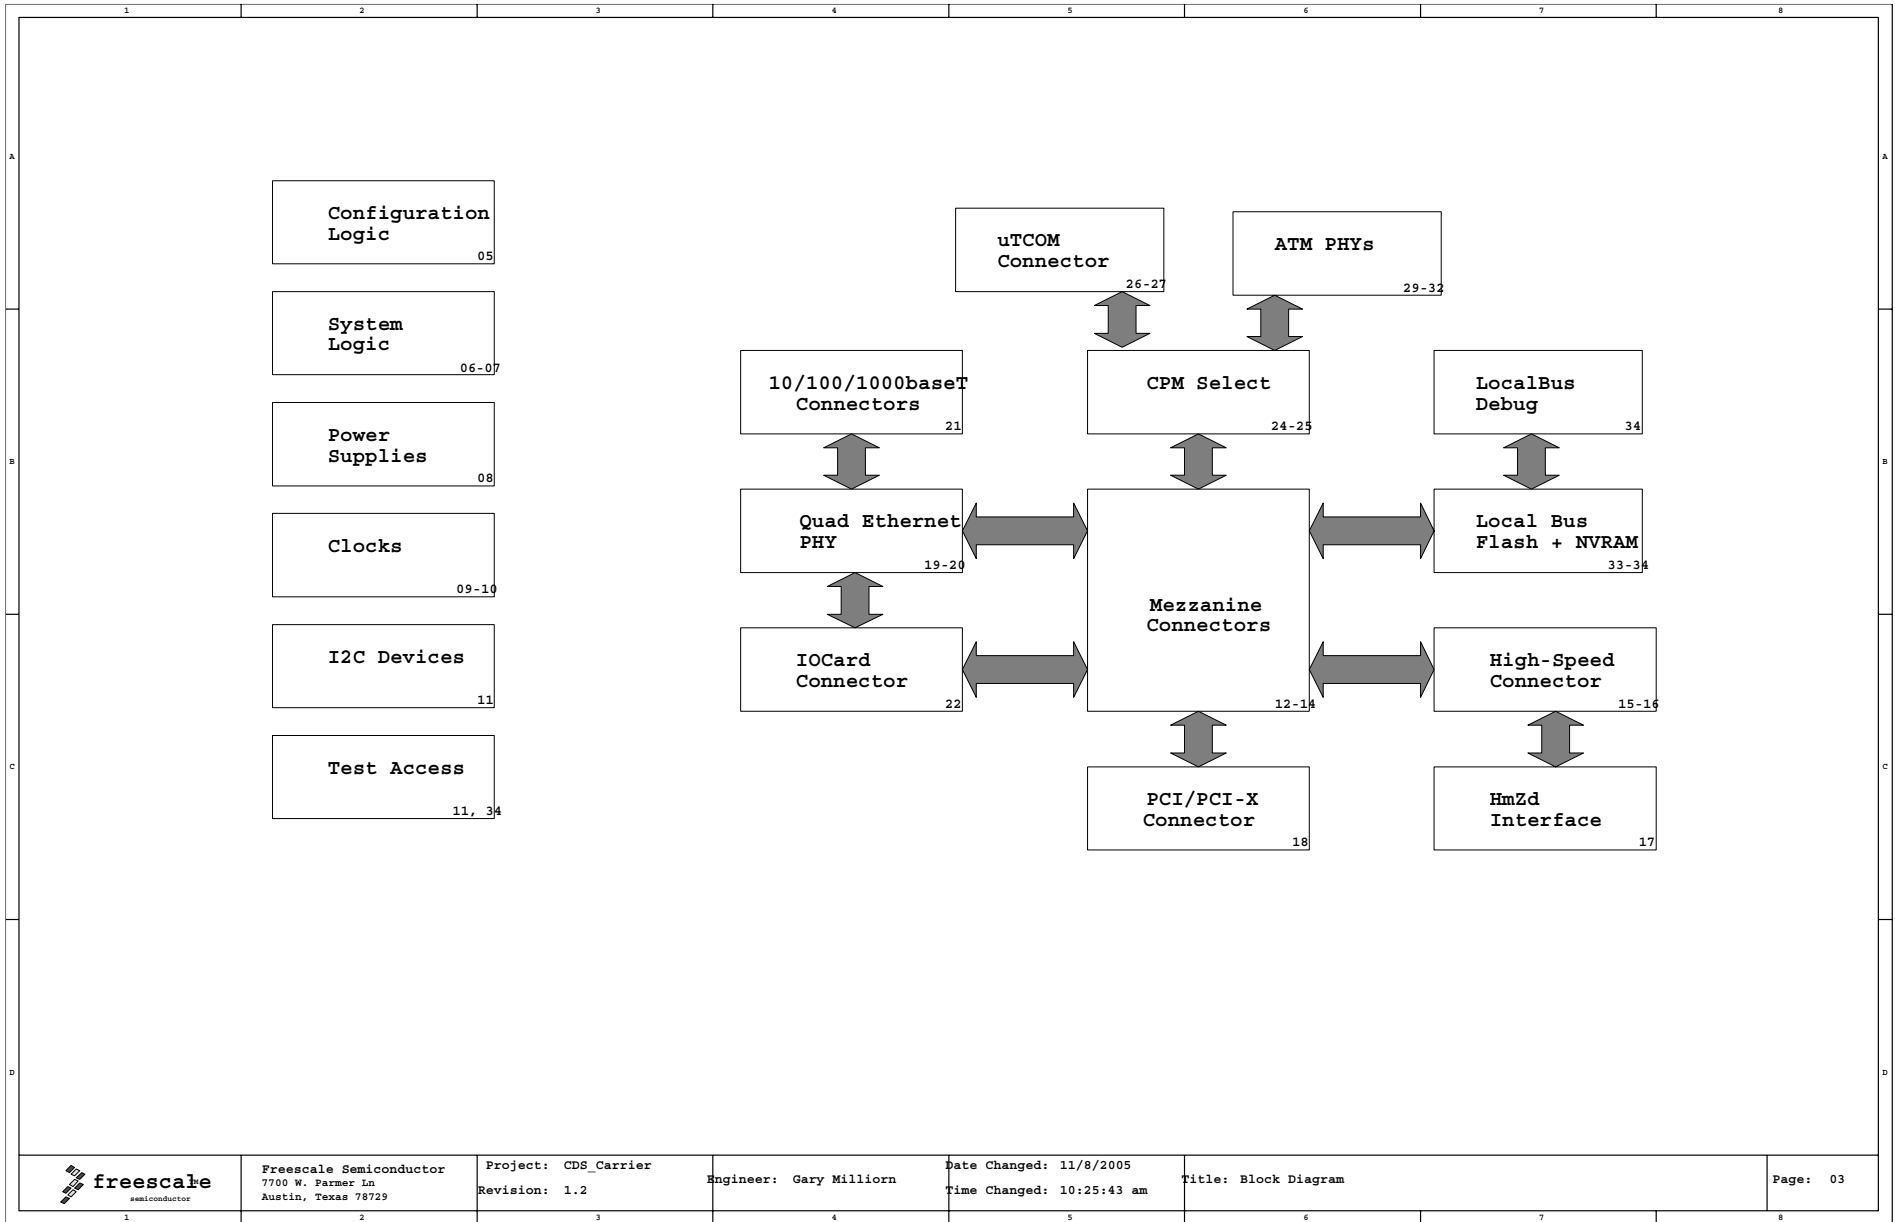 1 2 3 4 5 6 7 8
A A
Configuration
Logic
05
uTCOM
Connector
26-27
ATM PHYs
29-32
System
Logic
06-07
10/100/1000baseT
Connectors
21
CPM Select
24-25
LocalBus
Debug
34
Power
Supplies
08
B B
Quad Ethernet
PHY
19-20
Mezzanine
Connectors
12-14
Local Bus
Flash + NVRAM
33-34
Clocks
09-10
I2C Devices
11
IOCard
Connector
22
High-Speed
Connector
15-16
C C
Test Access
11, 34
PCI/PCI-X
Connector
18
HmZd
Interface
17
D D
freescale
TM
semiconductor
Freescale Semiconductor
7700 W. Parmer Ln
Austin, Texas 78729
Project: CDS_Carrier
Revision: 1.2
Engineer: Gary Milliorn
Date Changed: 11/8/2005
Time Changed: 10:25:43 am
Title: Block Diagram
Page: 03
1 2 3 4 5 6 7 8